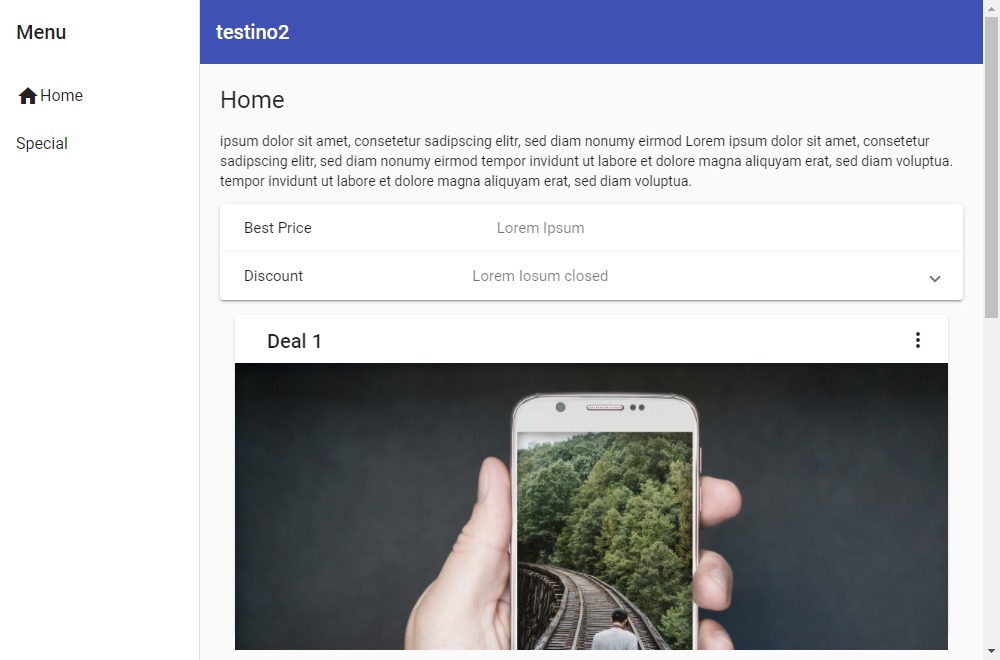 Menu
testino2
Home
Special
Home
ipsum dolor sit amet, consetetur sadipscing elitr, sed diam nonumy eirmod Lorem ipsum dolor sit amet, consetetur
sadipscing elitr, sed diam nonumy eirmod tempor invidunt ut labore et dolore magna aliquyam erat, sed diam voluptua.
tempor invidunt ut labore et dolore magna aliquyam erat, sed diam voluptua.
Best Price Lorem Ipsum
Discount Lorem Iosum closed
Deal 1